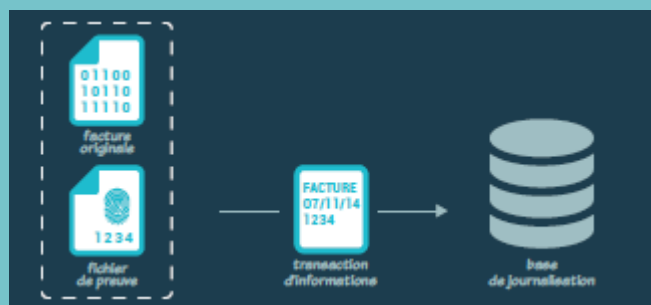 01100
10110
11110
facture
originale
1234
fichier
de preuve
FACTURE
07/11/14
1234
transaction
d'informations
base
de journalisation